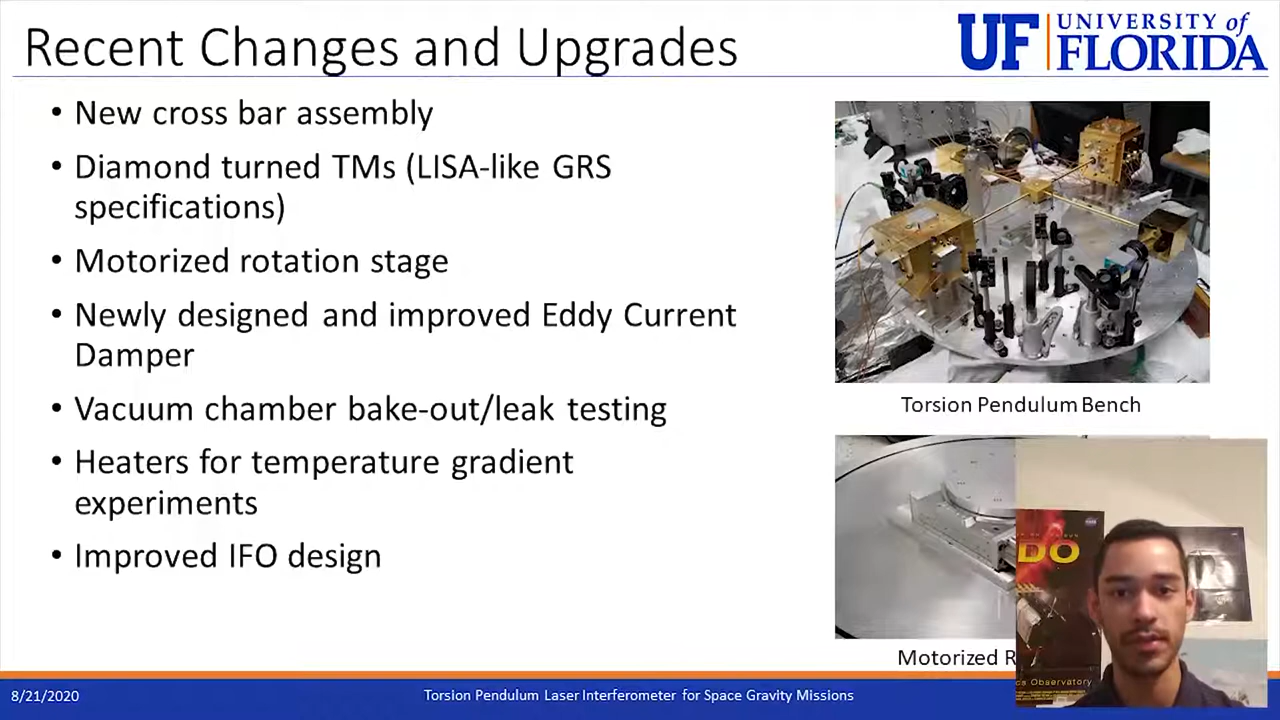 Recent Changes and Upgrades
UF UNIVERSITY of
FLORIDA
• New cross bar assembly
• Diamond turned TMs (LISA-like GRS
specifications)
• Motorized rotation stage
• Newly designed and improved Eddy Current
Damper
• Vacuum chamber bake-out/leak testing
• Heaters for temperature gradient
experiments
• Improved IFO design
Torsion Pendulum Bench
Motorized R
DO
Observatory
8/21/2020
Torsion Pendulum Laser Interferometer for Space Gravity Missions